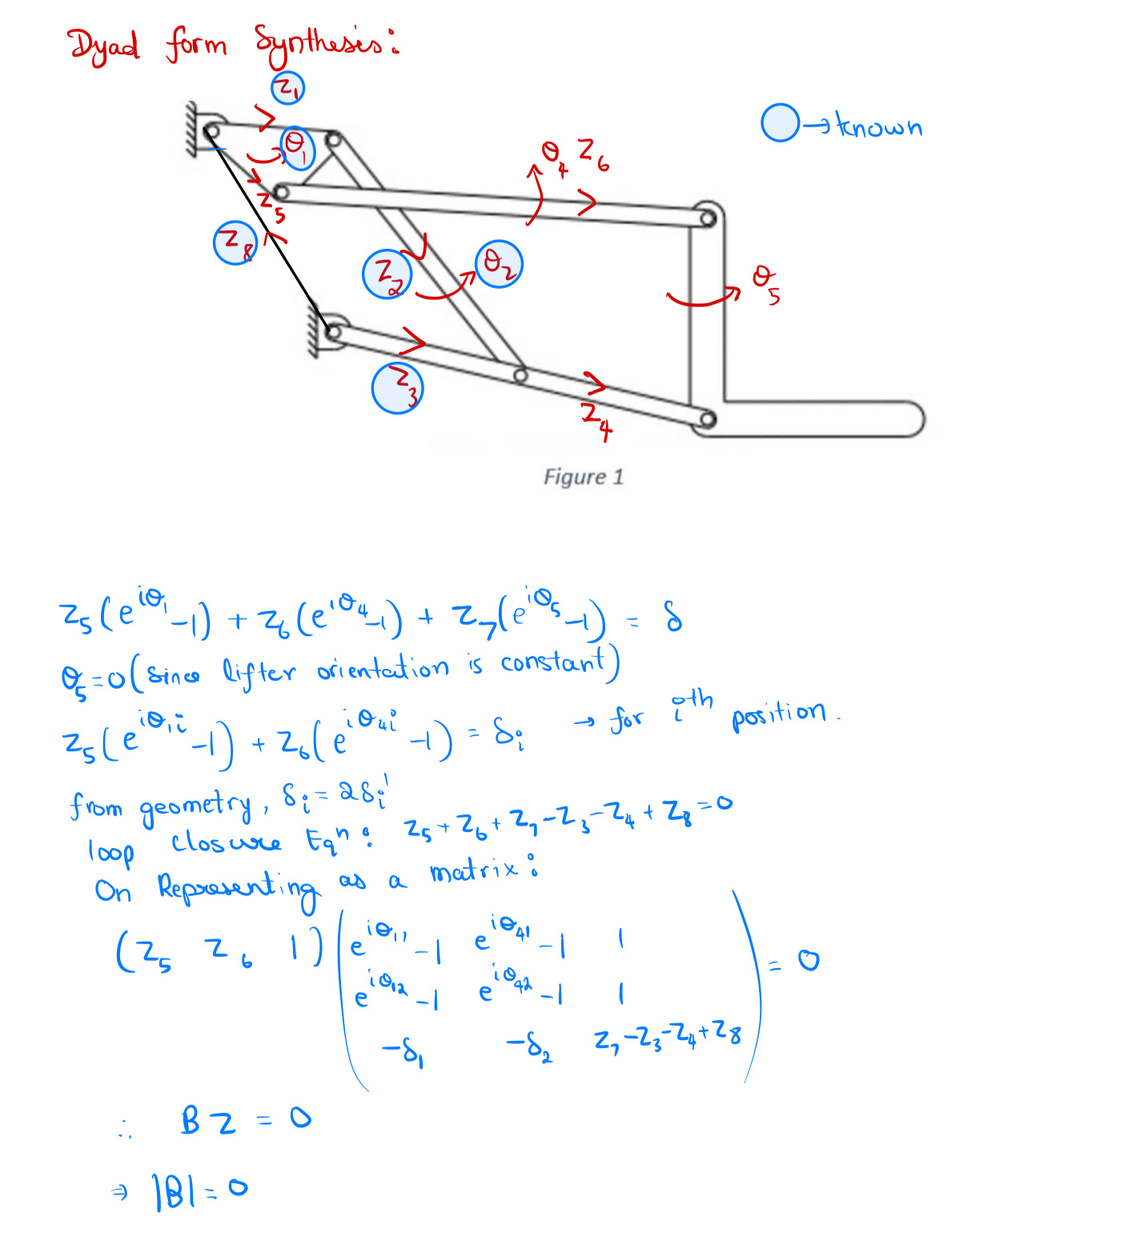 Dyad form Synthesis:
Z₁
→ known
θ₁
θ₄ Z₆
Z₅
Z₈
Z₂
θ₂
θ₅
Z₃
Z₄
Figure 1
Z₅(e^{iθ₁}-1) + Z₆(e^{iθ₄}-1) + Z₇(e^{iθ₅}-1) = δ
θ₅=0 (Since lifter orientation is constant)
Z₅(e^{iθ₁ᵢ}-1) + Z₆(e^{iθ₄ᵢ}-1) = δᵢ → for iᵗʰ position.
from geometry, δᵢ = 2δᵢ'
loop closure Eqⁿ: Z₅+Z₆+Z₇-Z₃-Z₄+Z₈=0
On Representing as a matrix:
(Z₅ Z₆ 1) (e^{iθ₁₁}-1 e^{iθ₄₁}-1 1
e^{iθ₁₂}-1 e^{iθ₄₂}-1 1
-δ₁ -δ₂ Z₇-Z₃-Z₄+Z₈) = 0
∴ BZ = 0
⇒ |B| = 0